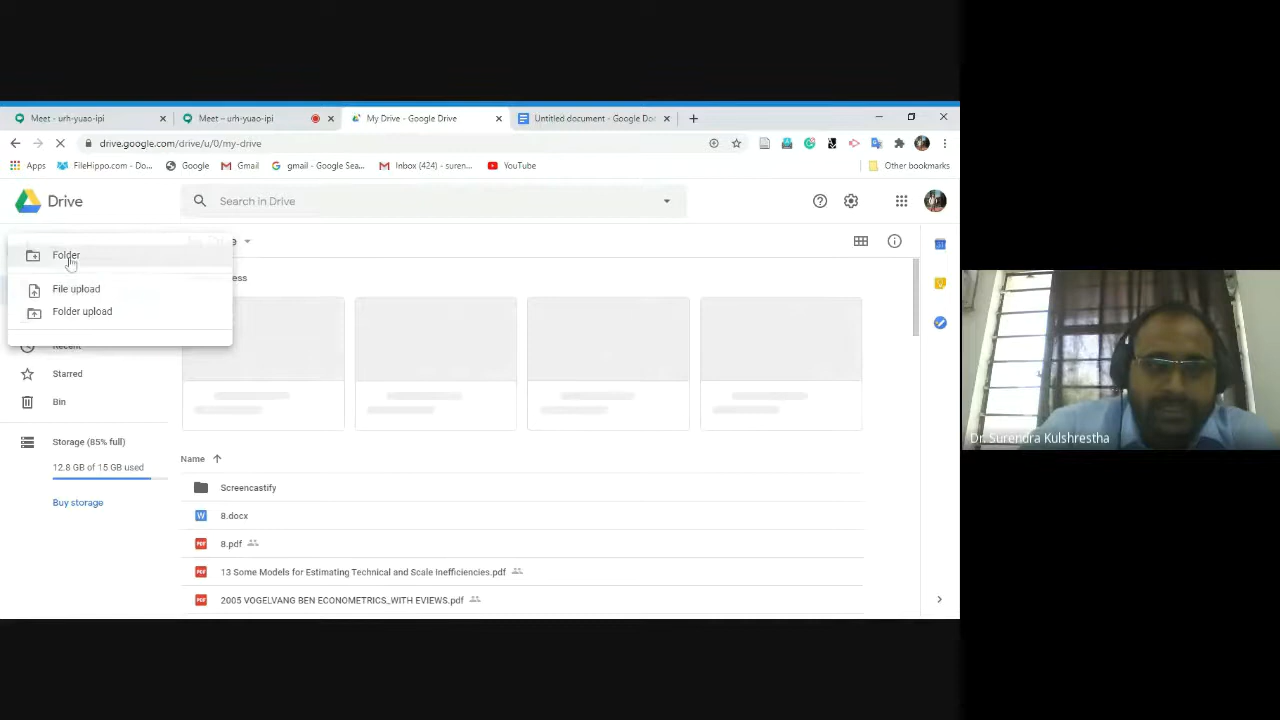 Meet - urh-yuao-ipi
Meet – urh-yuao-ipi
My Drive - Google Drive
Untitled document - Google Doc
drive.google.com/drive/u/0/my-drive
Apps
FileHippo.com - Do...
Google
Gmail
gmail - Google Sea...
Inbox (424) - suren...
YouTube
Other bookmarks
Drive
Search in Drive
Folder
File upload
Folder upload
Recent
Starred
Bin
Storage (85% full)
12.8 GB of 15 GB used
Buy storage
Name
Screencastify
8.docx
8.pdf
13 Some Models for Estimating Technical and Scale Inefficiencies.pdf
2005 VOGELVANG BEN ECONOMETRICS_WITH EVIEWS.pdf
Dr. Surendra Kulshrestha